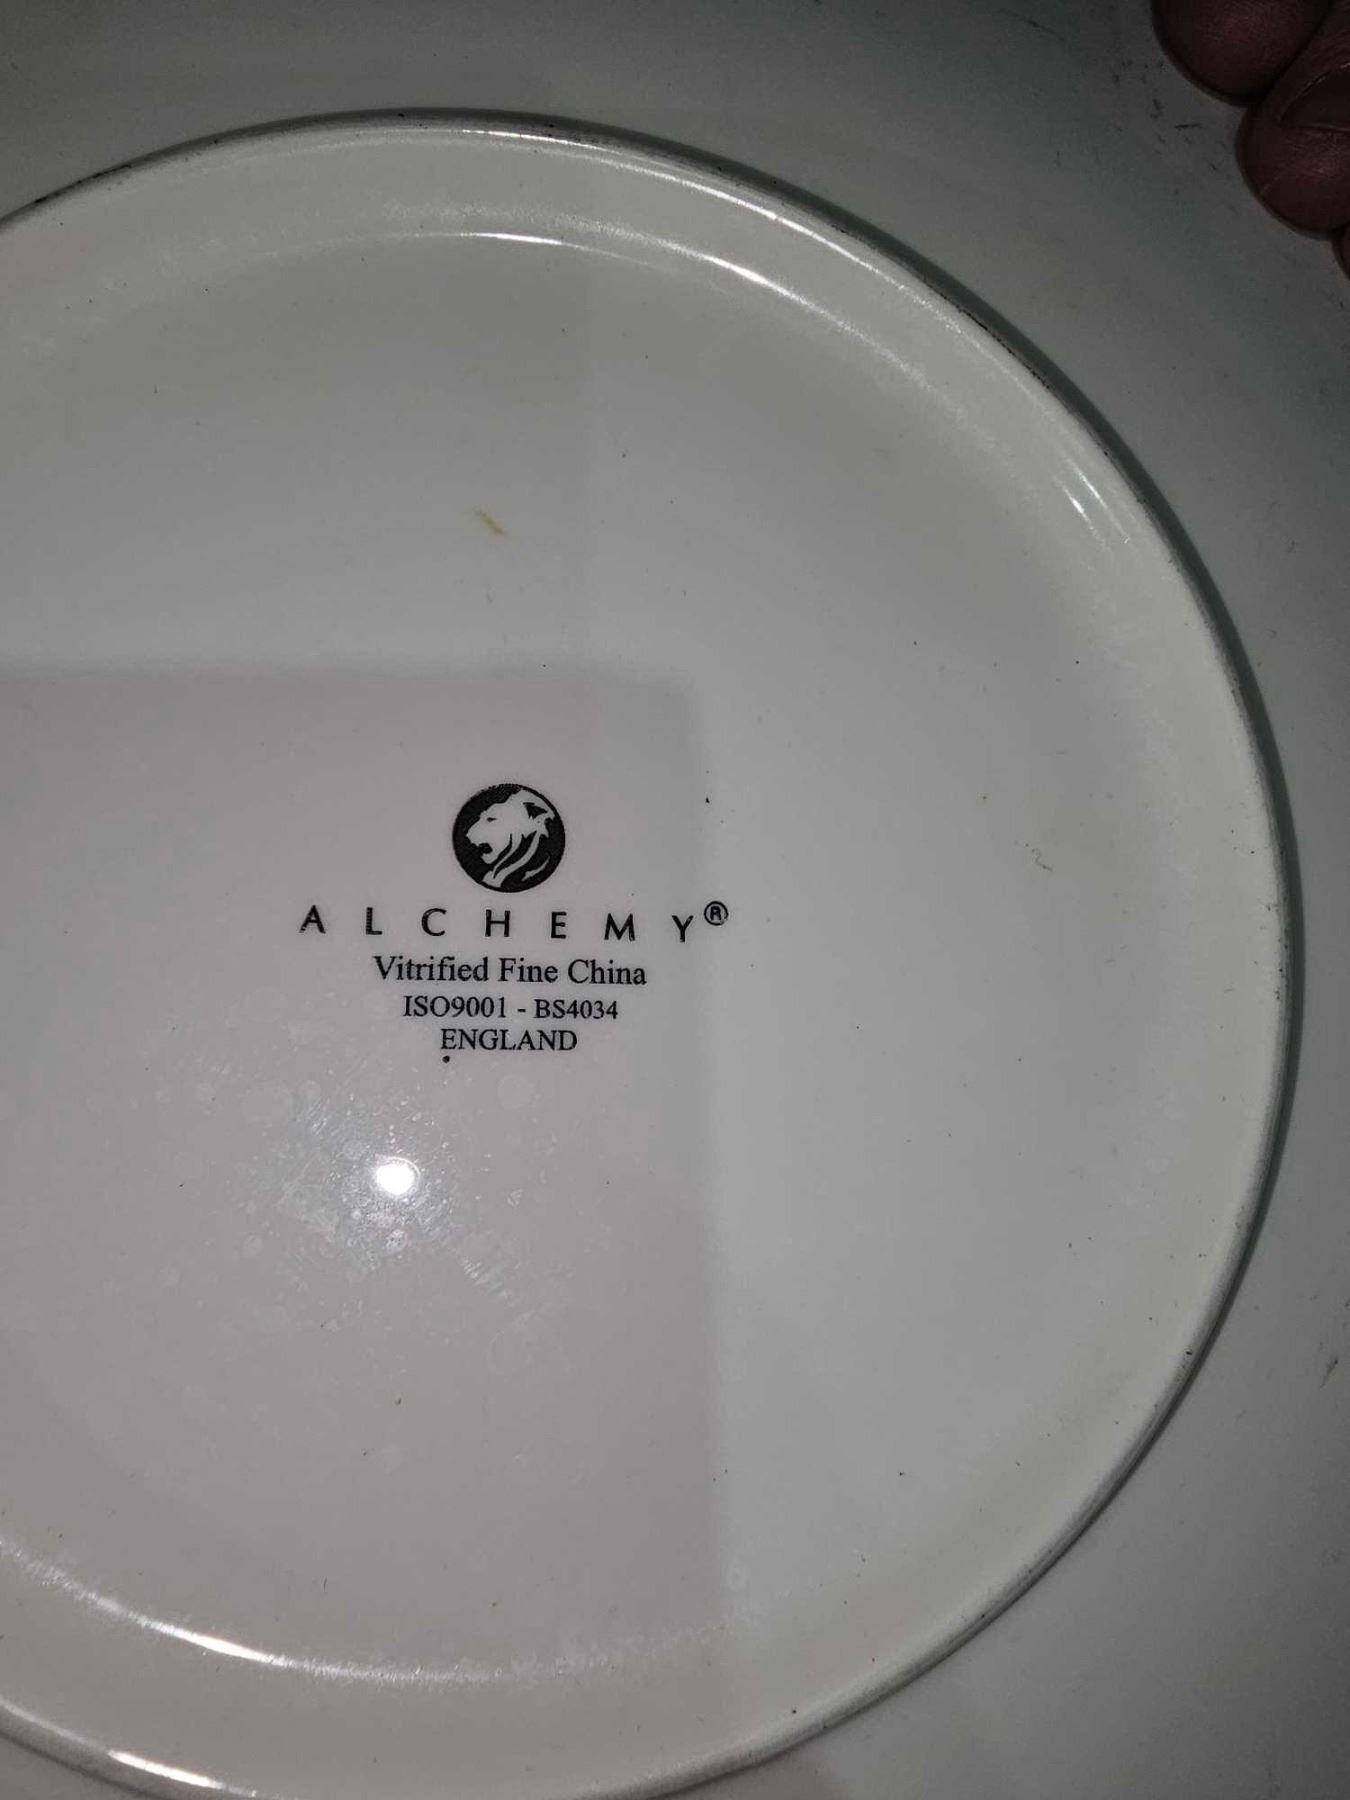 ALCHEMY®
Vitrified Fine China
ISO9001 - BS4034
ENGLAND